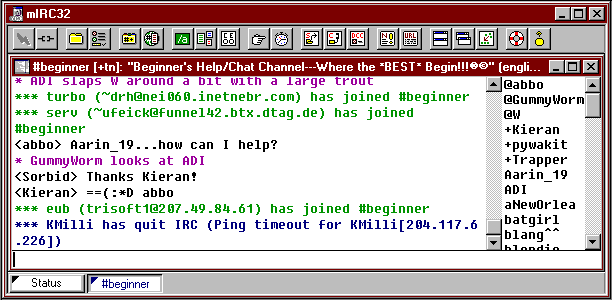 mIRC32
#beginner [+tn]: "Beginner's Help/Chat Channel---Where the *BEST* Begin!!!®®" (engli...
* ADI slaps W around a bit with a large trout
*** turbo (~drh@nei060.inetnebr.com) has joined #beginner
*** serv (~ufeick@funnel42.btx.dtag.de) has joined
#beginner
<abbo> Aarin_19...how can I help?
* GummyWorm looks at ADI
<Sorbid> Thanks Kieran!
<Kieran> ==(:*D abbo
*** eub (trisoft1@207.49.84.61) has joined #beginner
*** KMilli has quit IRC (Ping timeout for KMilli[204.117.6
.226])
@abbo
@GummyWorm
@W
+Kieran
+pywakit
+Trapper
Aarin_19
ADI
aNewOrlea
batgirl
blang^^
blondie
Status
#beginner